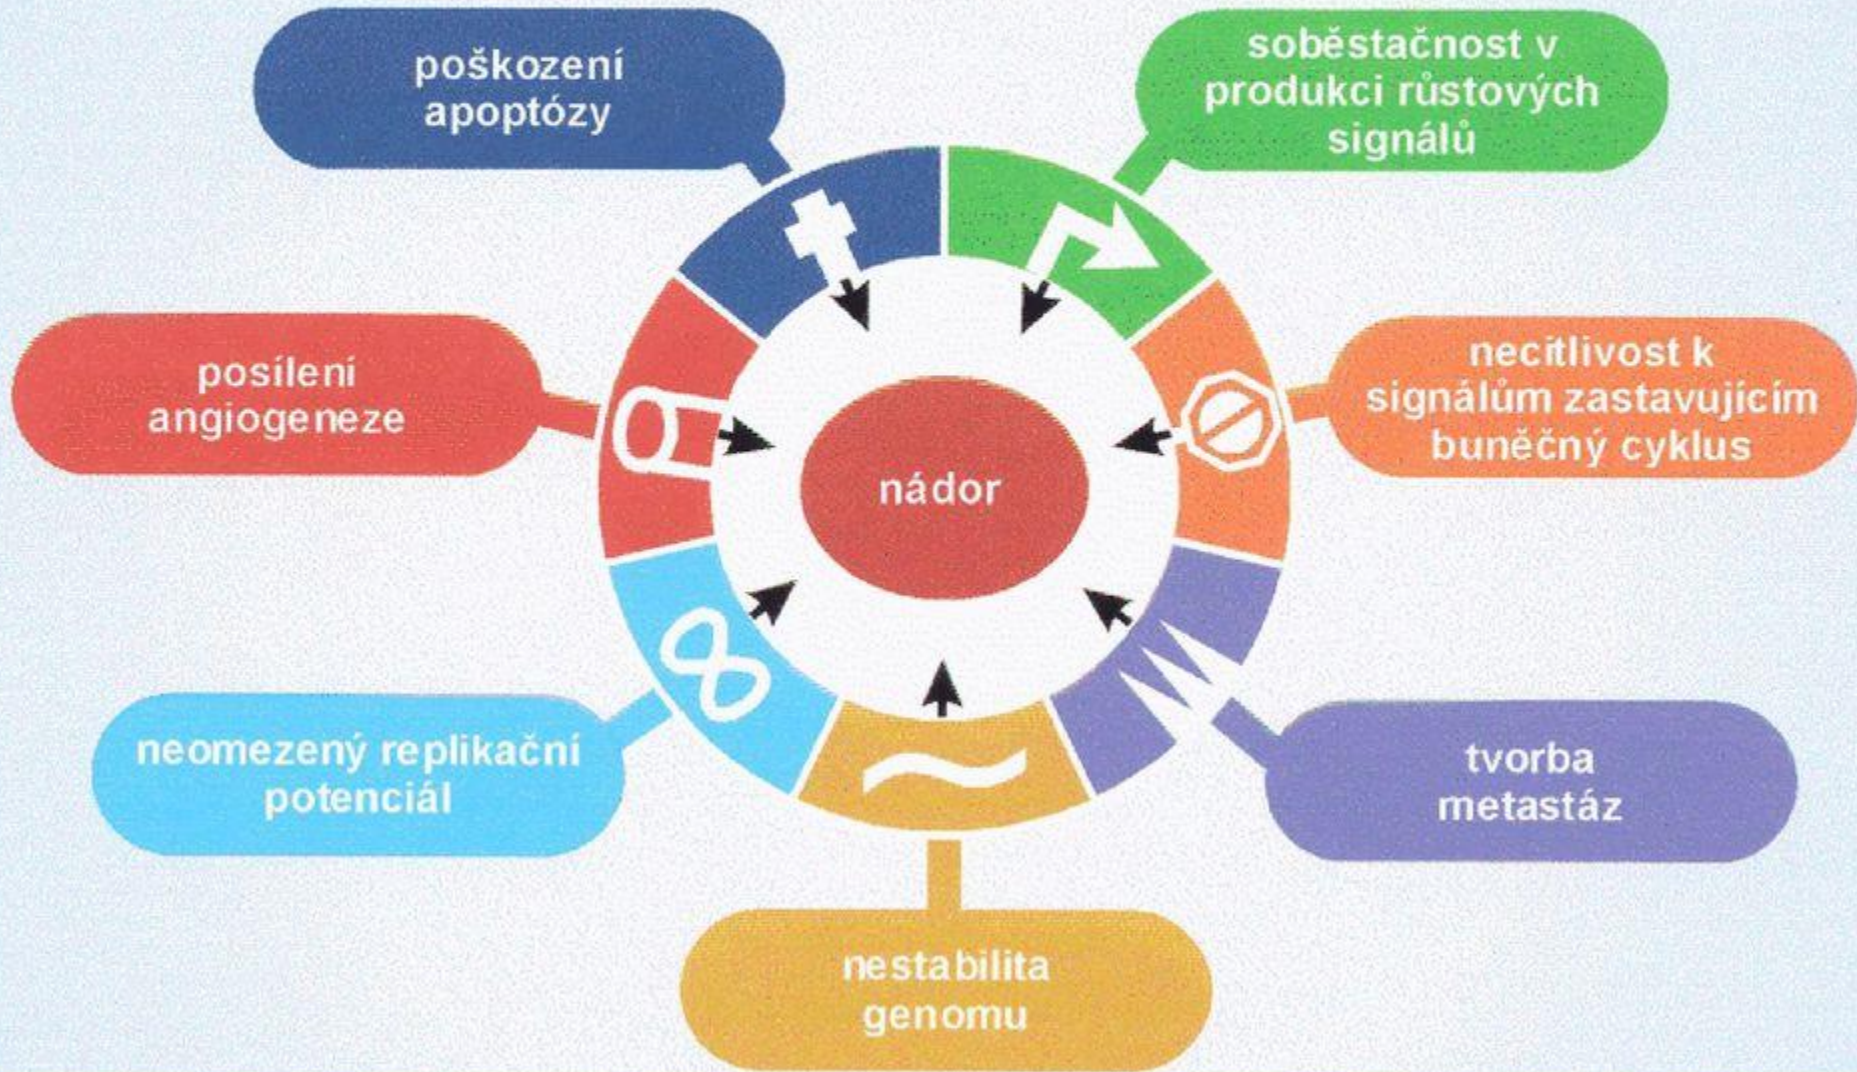 poškození
apoptózy
soběstačnost v
produkci růstových
signálů
posílení
angiogeneze
necitlivost k
signálům zastavujícím
buněčný cyklus
nádor
neomezený replikační
potenciál
tvorba
metastáz
nestabilita
genomu